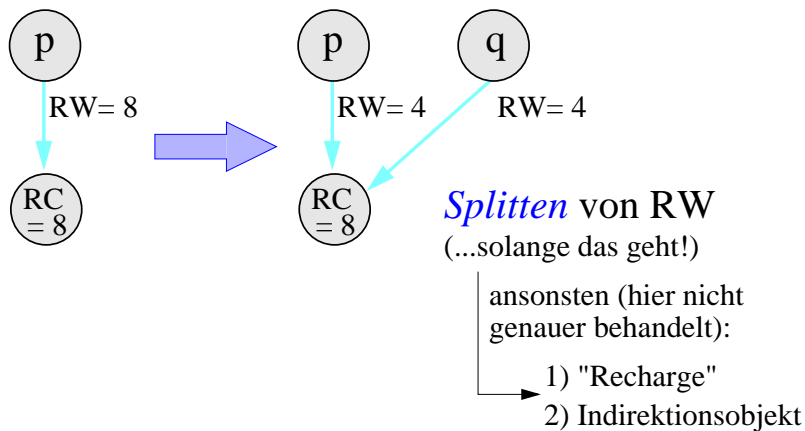 p
RW= 8
RC
= 8
p
q
RW= 4
RW= 4
RC
= 8
Splitten von RW
(...solange das geht!)
ansonsten (hier nicht
genauer behandelt):
1) "Recharge"
2) Indirektionsobjekt